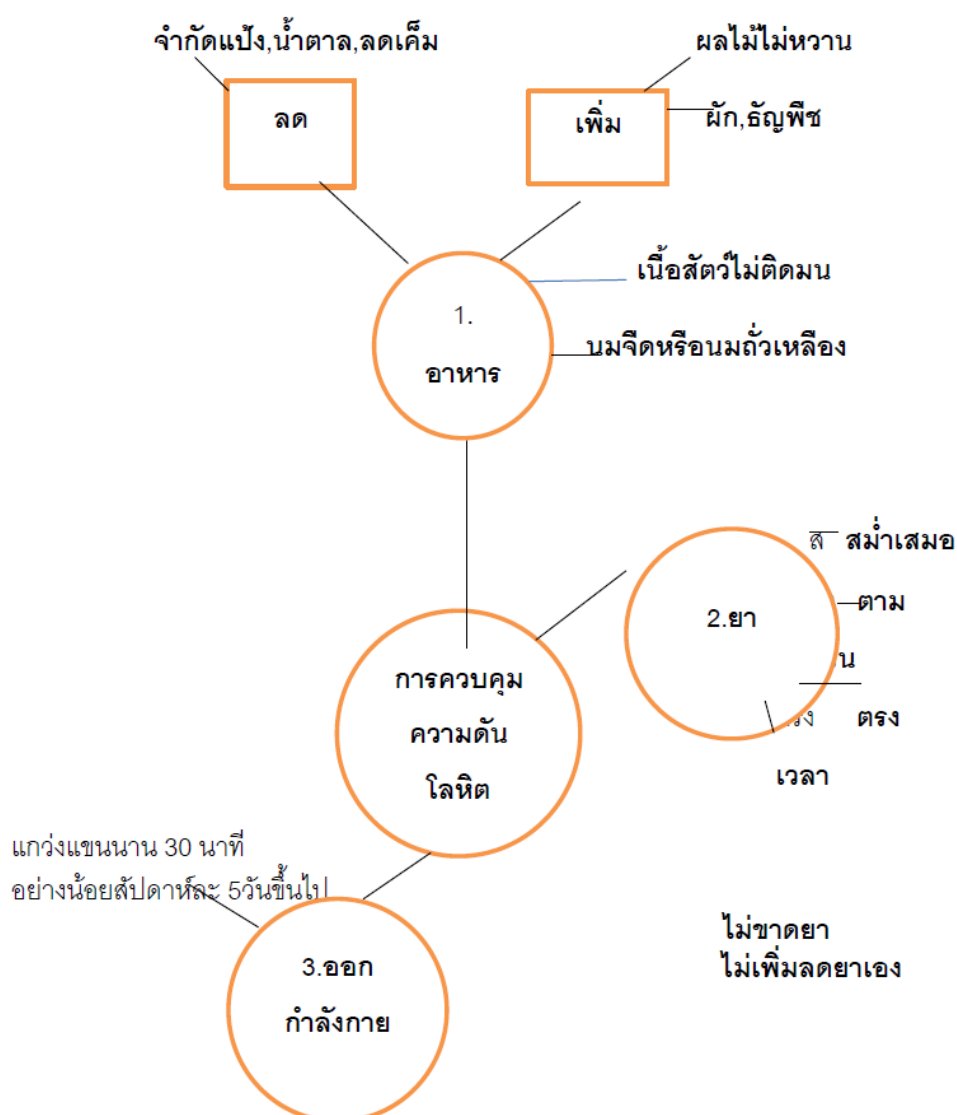 จำกัดแป้ง,น้ำตาล,ลดเค็ม
ผลไม้ไม่หวาน
ลด
เพิ่ม
ผัก,ธัญพืช
เนื้อสัตว์ไม่ติดมน
1.
อาหาร
นมจืดหรือนมถั่วเหลือง
ส สม่ำเสมอ
ตาม
2.ยา
น
ตรง
เวลา
การควบคุม
ความดัน
โลหิต
แกว่งแขนนาน 30 นาที
อย่างน้อยสัปดาห์ละ 5วันขึ้นไป
ไม่ขาดยา
ไม่เพิ่มลดยาเอง
3.ออก
กำลังกาย